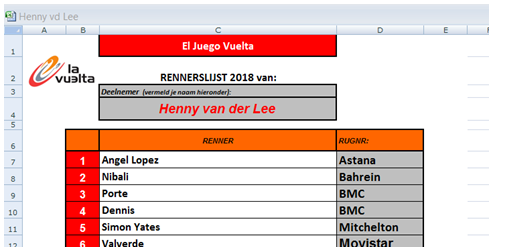 Henny vd Lee
A B C D E
1 El Juego Vuelta
la vuelta
2 RENNERSLIJST 2018 van:
3 Deelnemer (vermeld je naam hieronder):
4 Henny van der Lee
5
6 RENNER RUGNR:
7 1 Angel Lopez Astana
8 2 Nibali Bahrein
9 3 Porte BMC
10 4 Dennis BMC
11 5 Simon Yates Mitchelton
12 6 Valverde Movistar